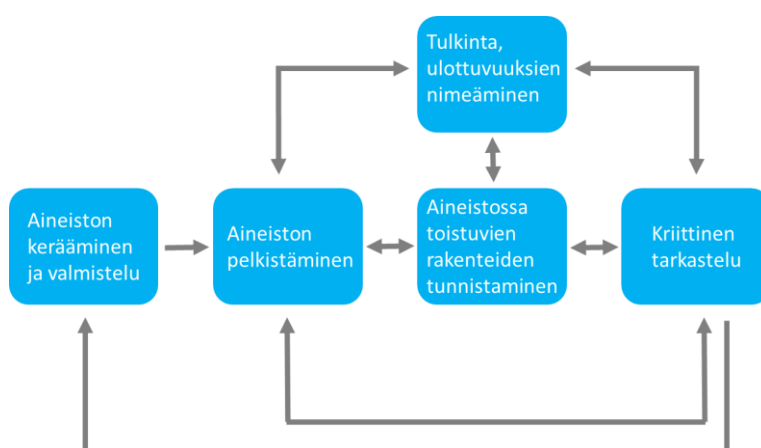 Tulkinta,
ulottuvuuksien
nimeäminen
Aineiston
kerääminen
ja valmistelu
Aineiston
pelkistäminen
Aineistossa
toistuvien
rakenteiden
tunnistaminen
Kriittinen
tarkastelu